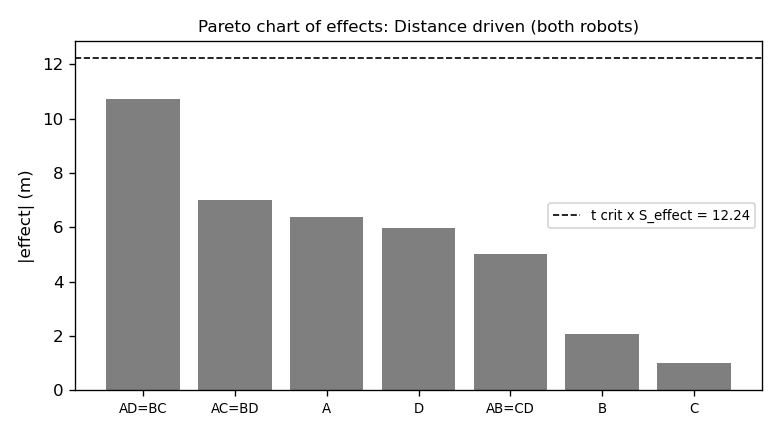 Pareto chart of effects: Distance driven (both robots)
|effect| (m)
12
10
8
6
4
2
0
t crit x S_effect = 12.24
AD=BC AC=BD A D AB=CD B C